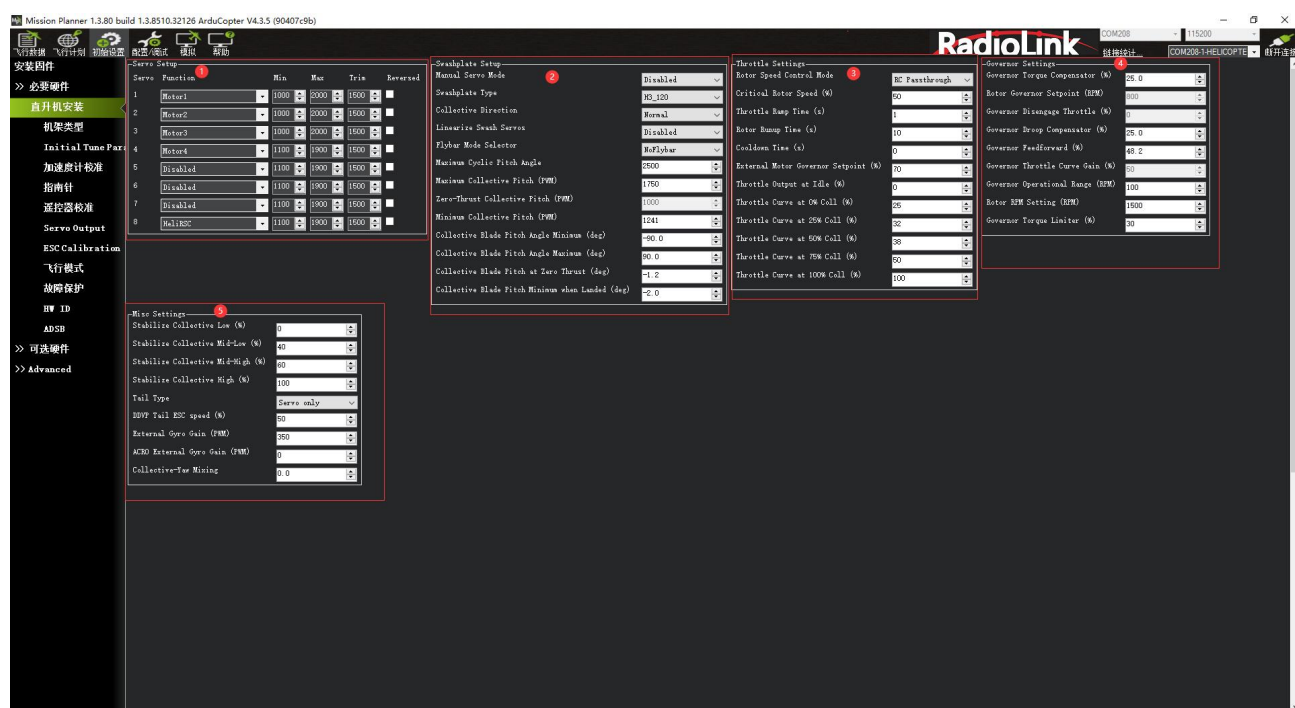 Mission Planner 1.3.80 build 1.3.8510.32126 ArduCopter V4.3.5 (90407c9b)
飞行数据 飞行计划 初始设置 配置/调试 模拟 帮助
RadioLink
COM208 115200
链接统计... COM208-1-HELICOPTE 断开连接
安装固件
>> 必要硬件
直升机安装
机架类型
Initial Tune Par
加速度计校准
指南针
遥控器校准
Servo Output
ESC Calibration
飞行模式
故障保护
HW ID
ADSB
>> 可选硬件
>> Advanced
Servo Setup
1
Servo Function Min Max Trim Reversed
1 Motor1 1000 2000 1500
2 Motor2 1000 2000 1500
3 Motor3 1000 2000 1500
4 Motor4 1100 1900 1500
5 Disabled 1100 1900 1500
6 Disabled 1100 1900 1500
7 Disabled 1100 1900 1500
8 HeliRSC 1100 1900 1500
Swashplate Setup
2
Manual Servo Mode Disabled
Swashplate Type H3_120
Collective Direction Normal
Linearize Swash Servos Disabled
Flybar Mode Selector NoFlybar
Maximum Cyclic Pitch Angle 2500
Maximum Collective Pitch (PWM) 1750
Zero-Thrust Collective Pitch (PWM) 1000
Minimum Collective Pitch (PWM) 1241
Collective Blade Pitch Angle Minimum (deg) -90.0
Collective Blade Pitch Angle Maximum (deg) 90.0
Collective Blade Pitch at Zero Thrust (deg) -1.2
Collective Blade Pitch Minimum when Landed (deg) -2.0
Throttle Settings
3
Rotor Speed Control Mode RC Passthrough
Critical Rotor Speed (%) 50
Throttle Ramp Time (s) 1
Rotor Runup Time (s) 10
Cooldown Time (s) 0
External Motor Governor Setpoint (%) 70
Throttle Output at Idle (%) 0
Throttle Curve at 0% Coll (%) 25
Throttle Curve at 25% Coll (%) 32
Throttle Curve at 50% Coll (%) 38
Throttle Curve at 75% Coll (%) 50
Throttle Curve at 100% Coll (%) 100
Governor Settings
4
Governor Torque Compensator (%) 25.0
Rotor Governor Setpoint (RPM) 800
Governor Disengage Throttle (%) 0
Governor Droop Compensator (%) 25.0
Governor Feedforward (%) 48.2
Governor Throttle Curve Gain (%) 50
Governor Operational Range (RPM) 100
Rotor RPM Setting (RPM) 1500
Governor Torque Limiter (%) 30
Misc Settings
5
Stabilize Collective Low (%) 0
Stabilize Collective Mid-Low (%) 40
Stabilize Collective Mid-High (%) 60
Stabilize Collective High (%) 100
Tail Type Servo only
DDVP Tail ESC speed (%) 50
External Gyro Gain (PWM) 350
ACRO External Gyro Gain (PWM) 0
Collective-Yaw Mixing 0.0